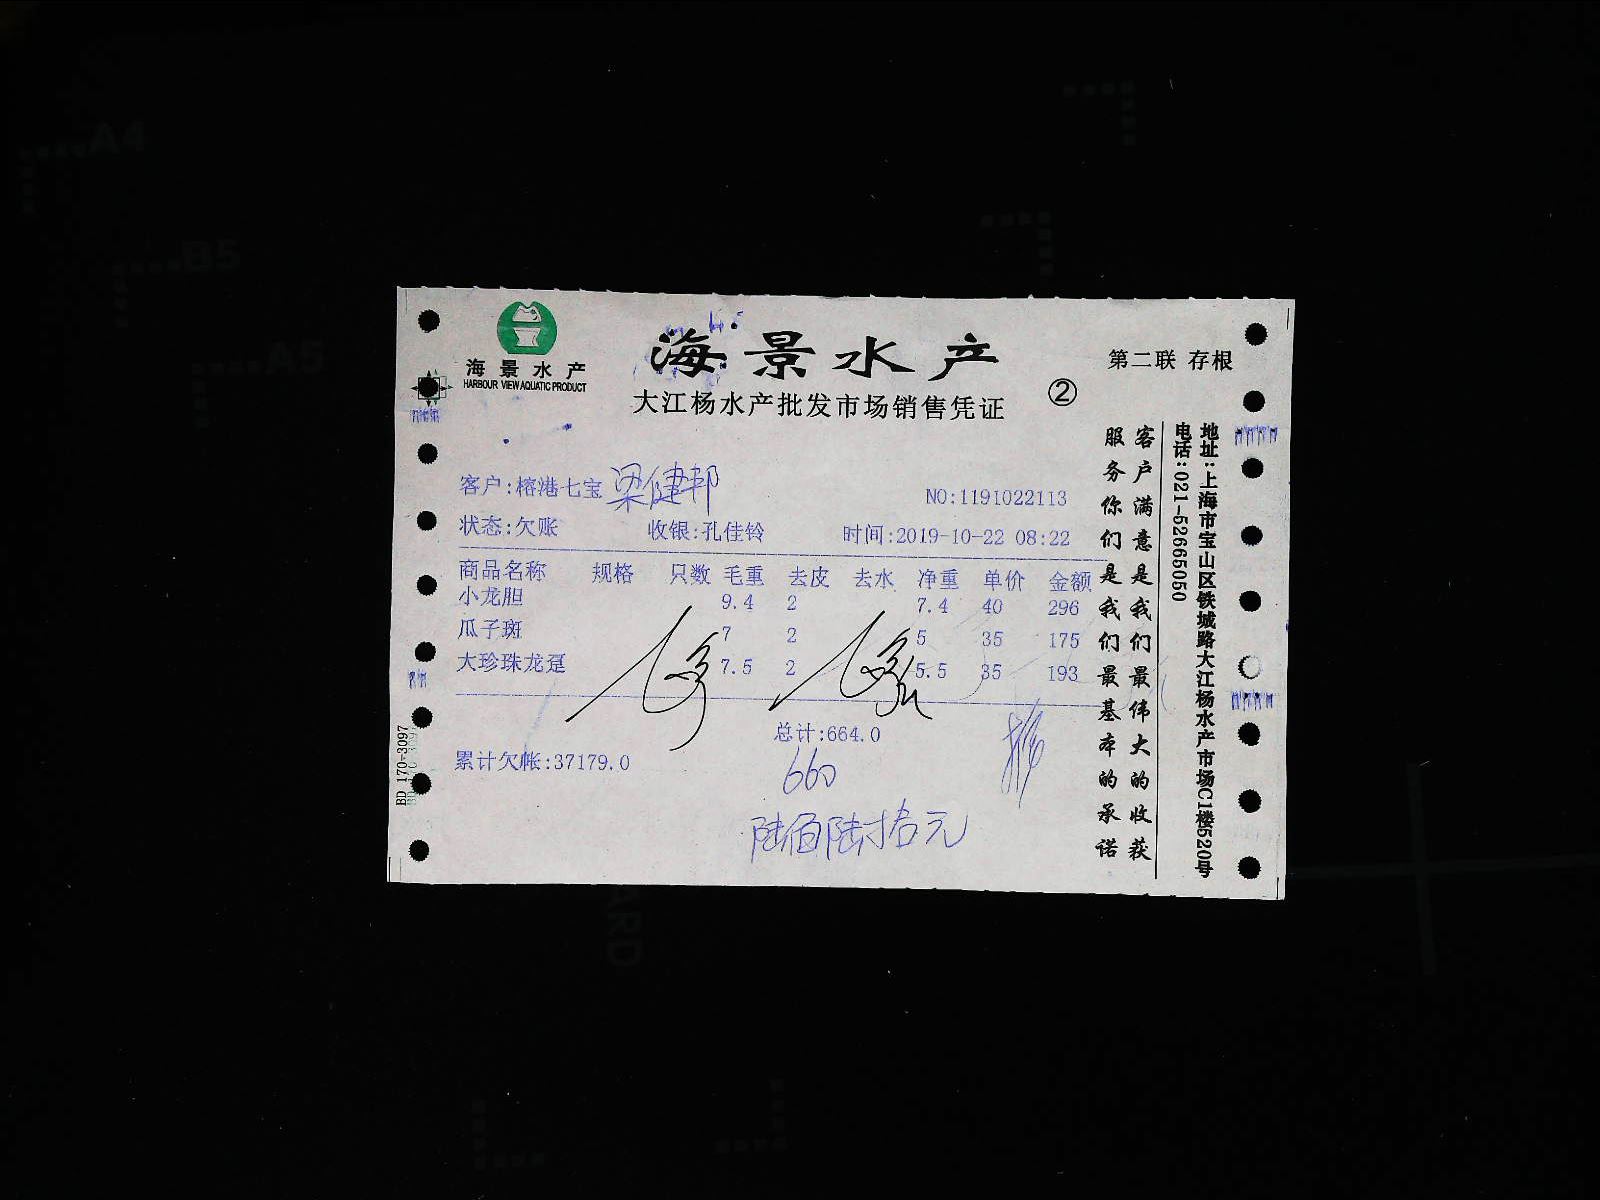 海景水产
HARBOUR VIEW AQUATIC PRODUCT
海景水产
大江杨水产批发市场销售凭证
②
第二联 存根
客户:榕港七宝 梁健邦
NO:1191022113
状态:欠账 收银:孔佳铃 时间:2019-10-22 08:22
商品名称 规格 只数 毛重 去皮 去水 净重 单价 金额
小龙胆 9.4 2 7.4 40 296
瓜子斑 7 2 5 35 175
大珍珠龙趸 7.5 2 5.5 35 193
总计:664.0
累计欠帐:37179.0
660
陆佰陆拾元
客户满意是我们最伟大的收获
服务你们是我们最基本的承诺
地址:上海市宝山区铁城路大江杨水产市场C1楼520号
电话:021-52665050
BD 170-3097
A4
B5
A5